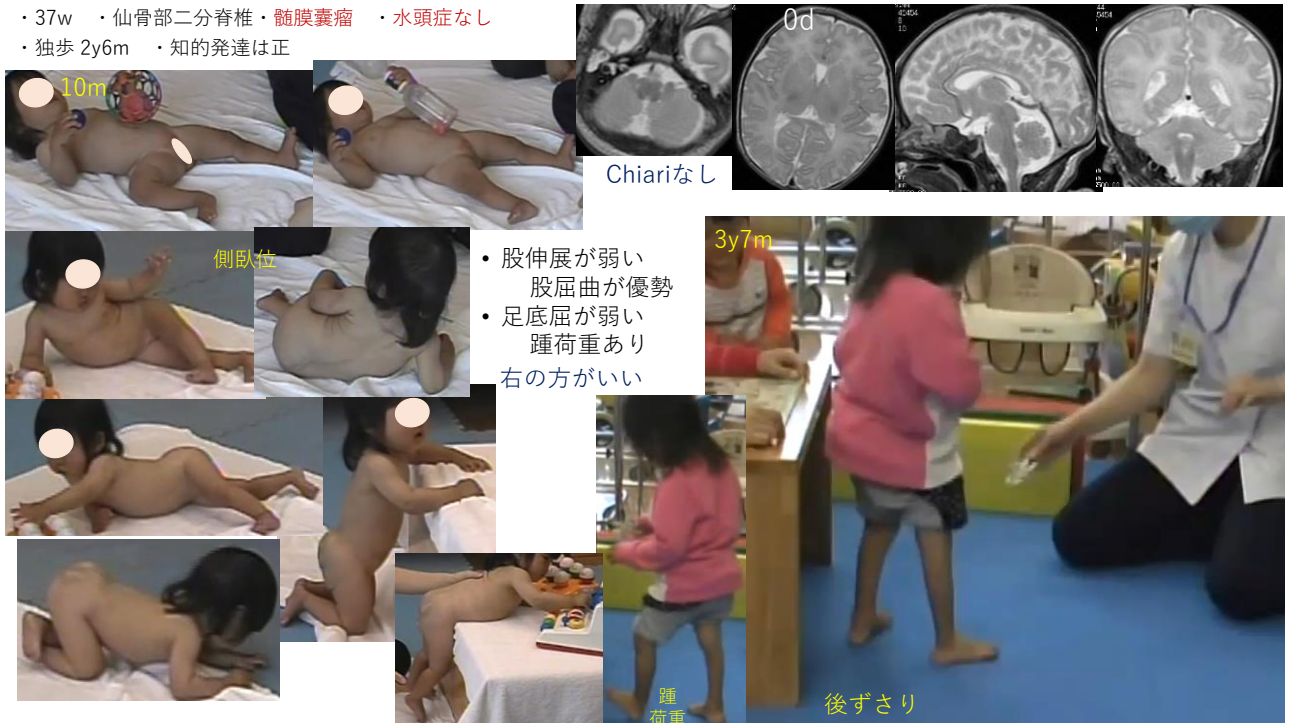 ・37w　・仙骨部二分脊椎・髄膜嚢瘤　・水頭症なし
・独歩 2y6m　・知的発達は正
10m
0d
Chiariなし
側臥位
• 股伸展が弱い
股屈曲が優勢
• 足底屈が弱い
踵荷重あり
右の方がいい
3y7m
踵
荷重
後ずさり